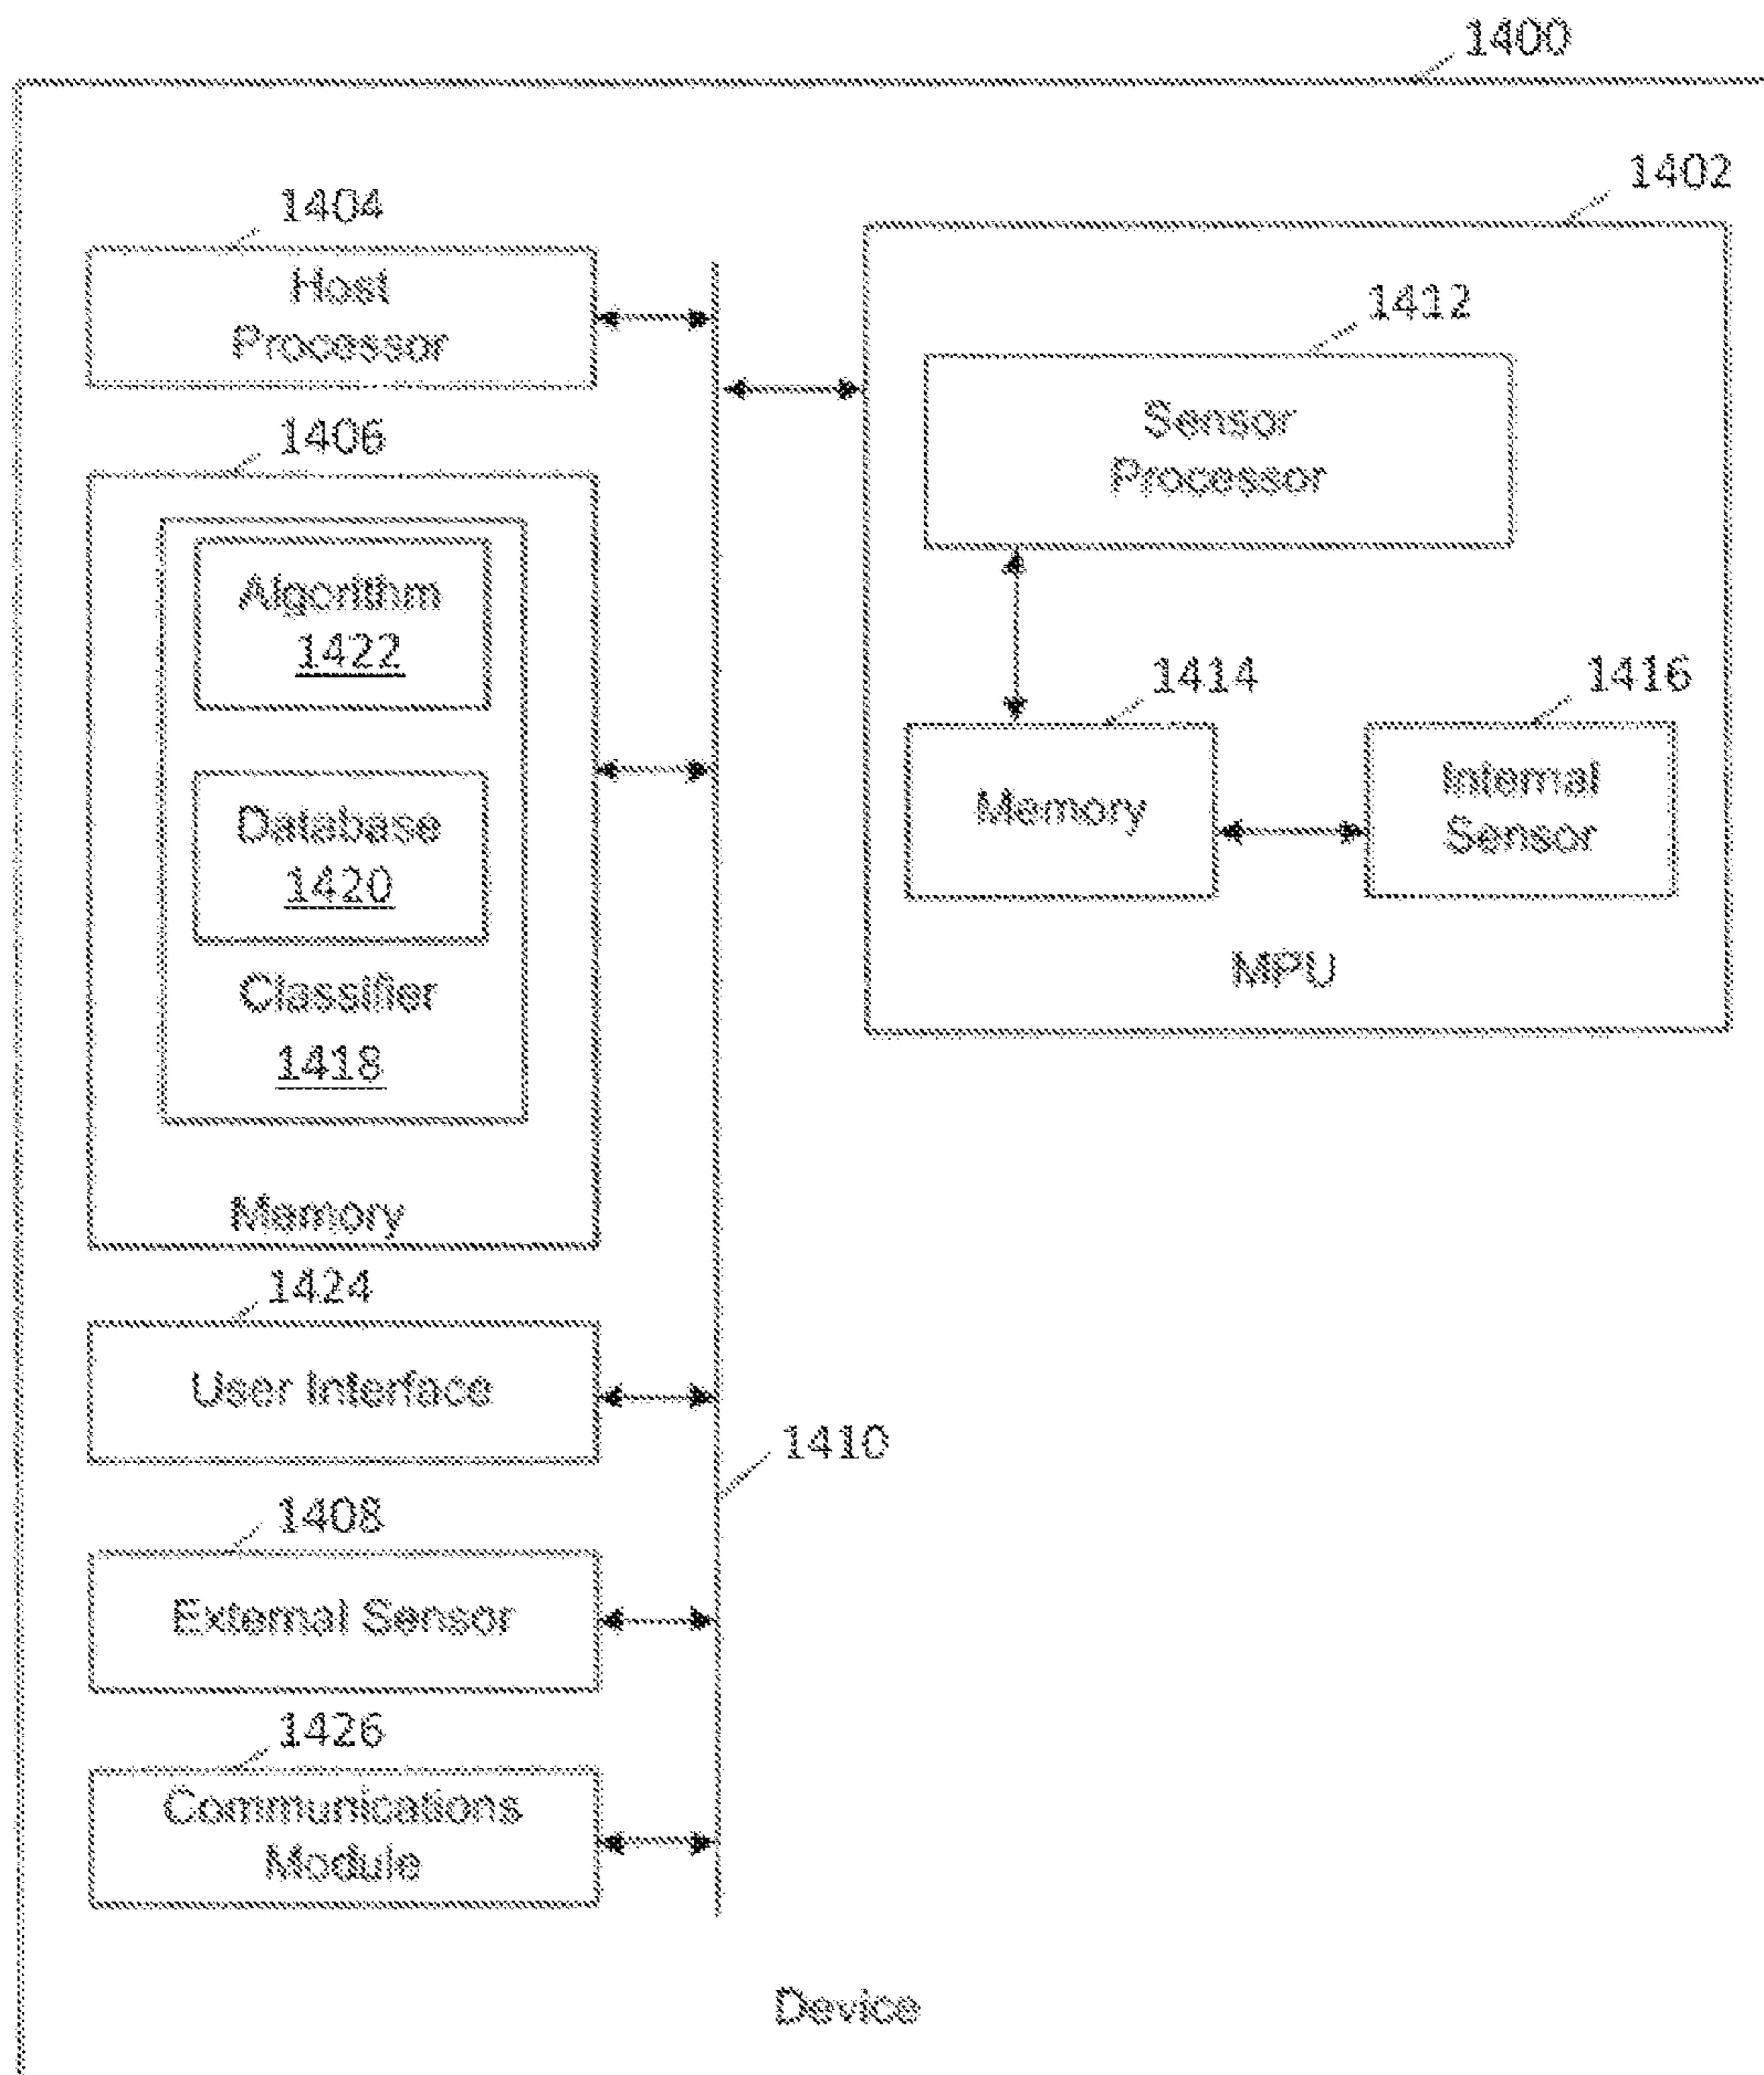 1400
1402
1404
Host
Processor
1412
Sensor
Processor
1406
Algorithm
1422
Database
1420
Classifier
1418
Memory
1414
Memory
1416
Internal
Sensor
MPU
1424
User Interface
1410
1408
External Sensor
1426
Communications
Module
Device